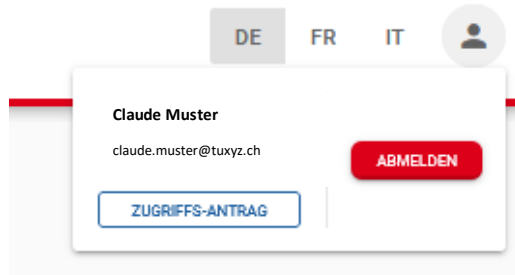 DE FR IT
Claude Muster
claude.muster@tuxyz.ch
ABMELDEN
ZUGRIFFS-ANTRAG